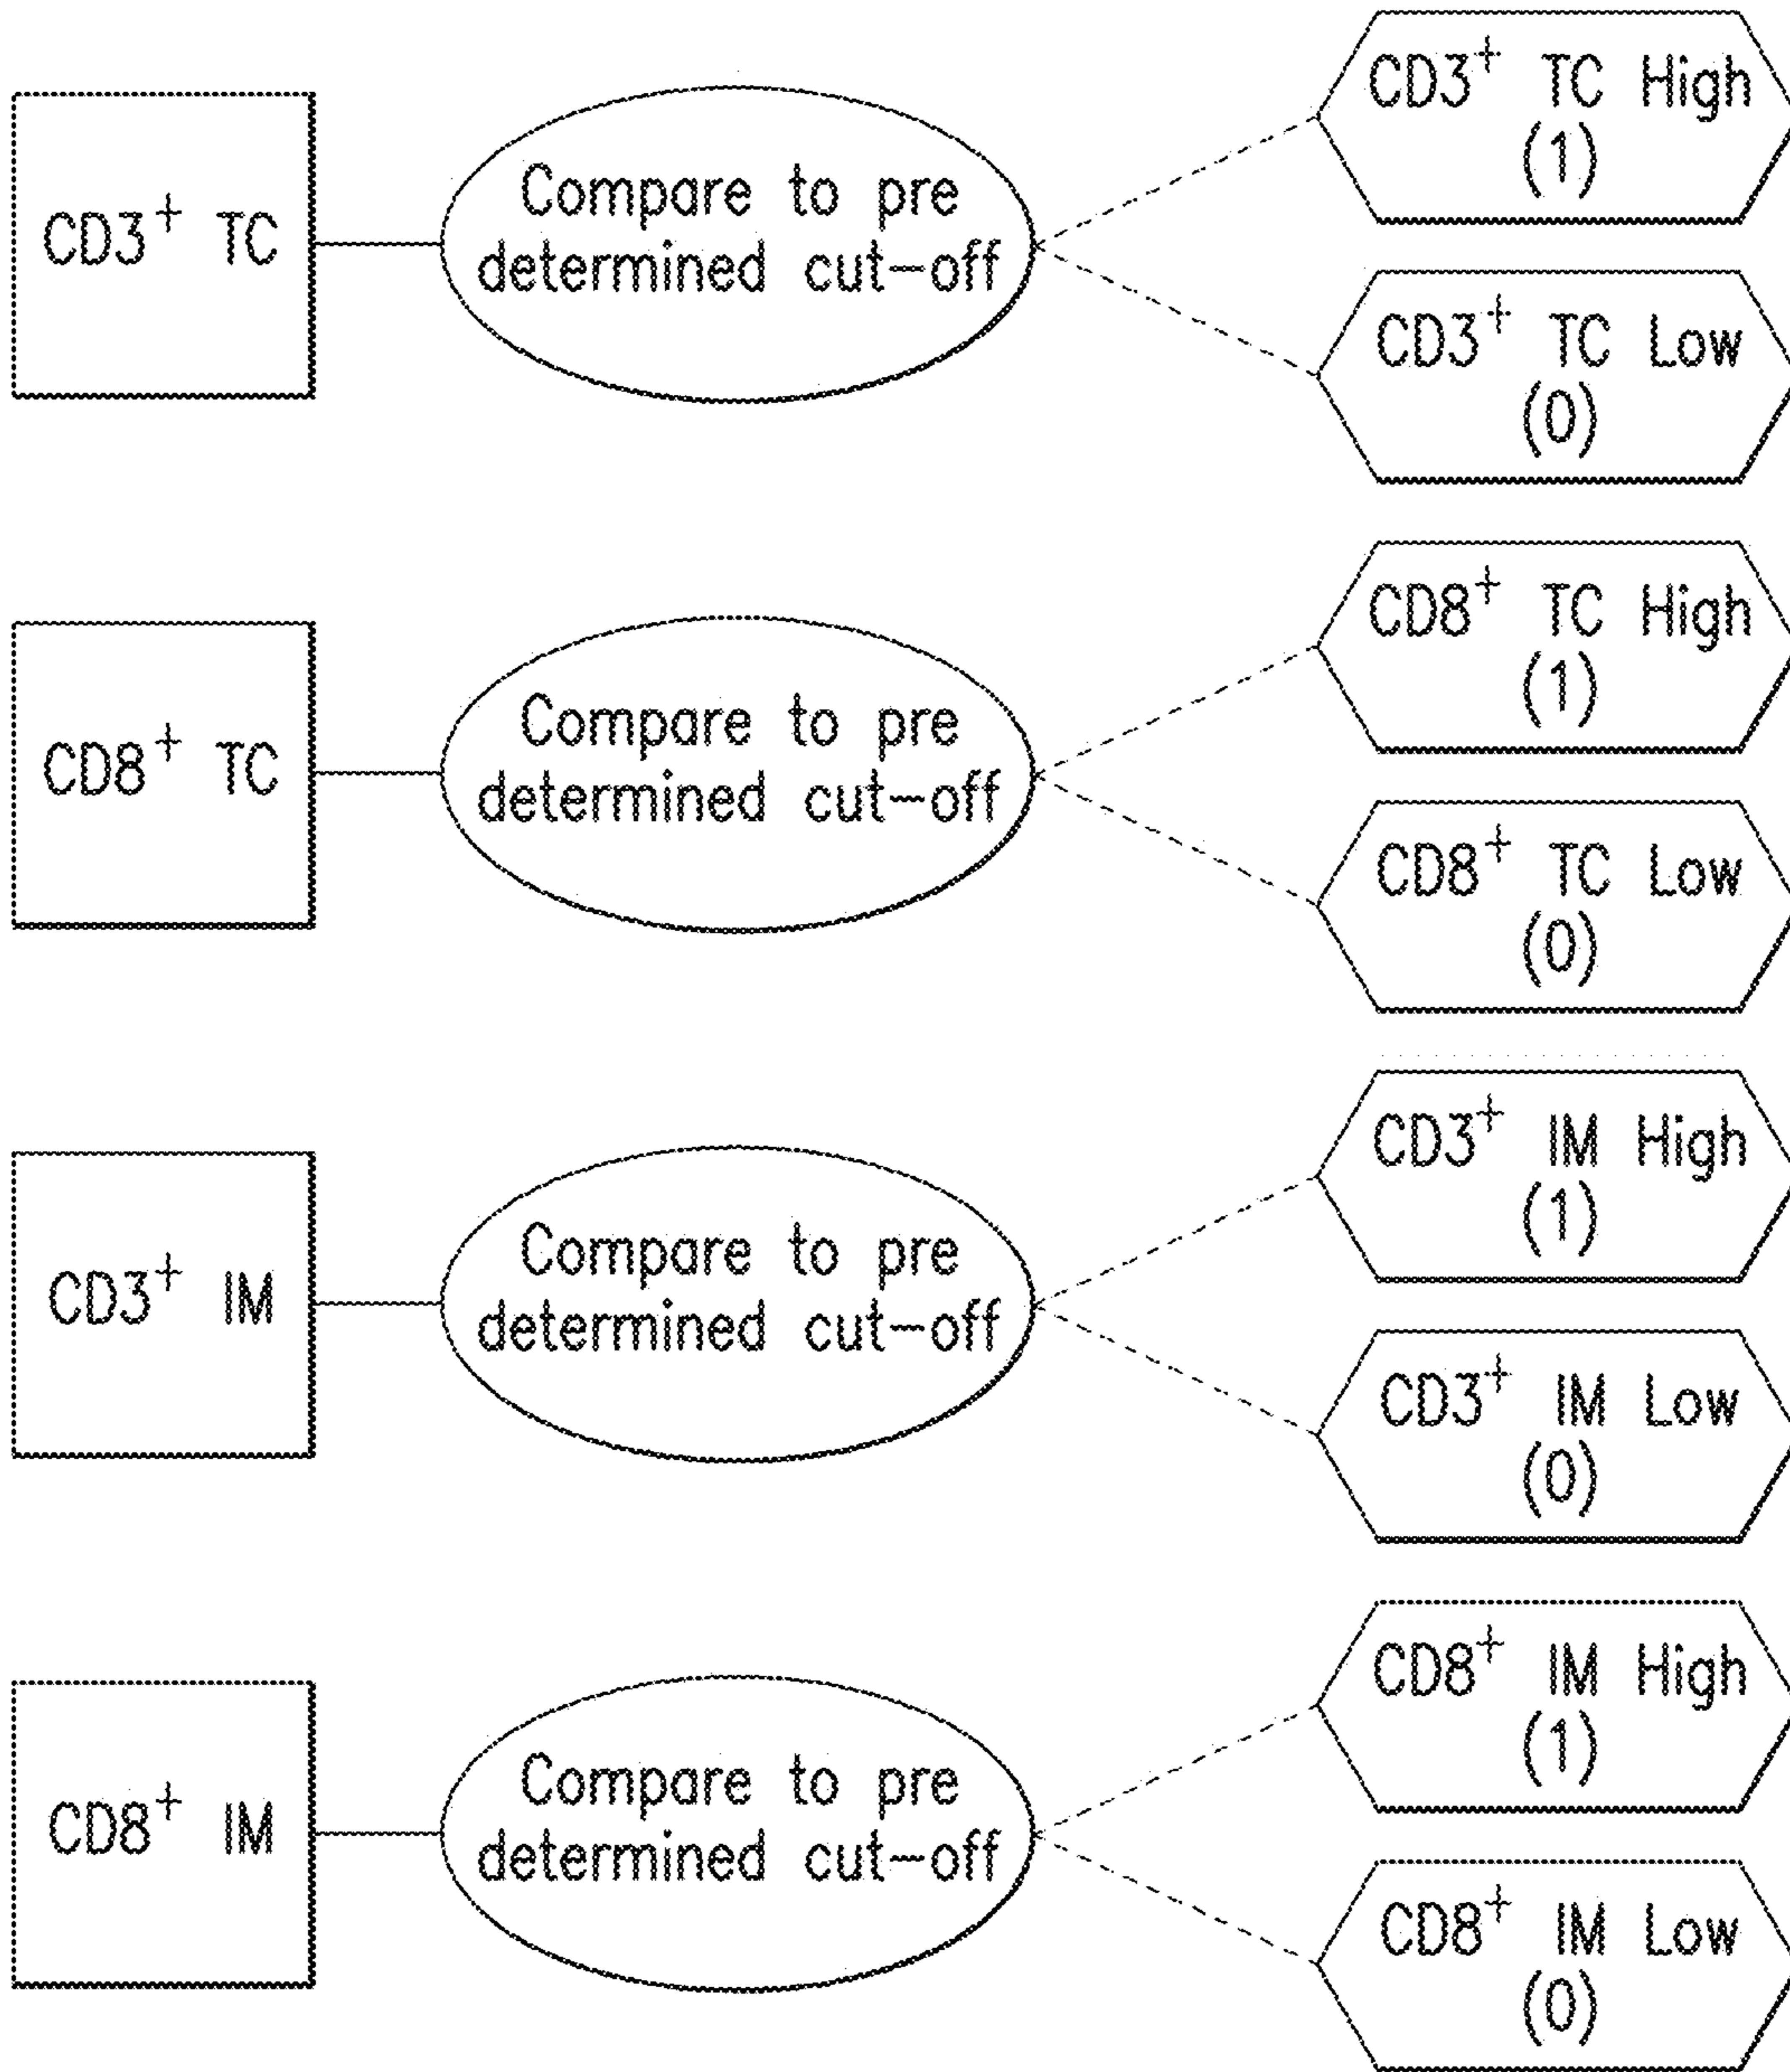 CD3⁺ TC
Compare to pre
determined cut-off
CD3⁺ TC High
(1)
CD3⁺ TC Low
(0)
CD8⁺ TC
Compare to pre
determined cut-off
CD8⁺ TC High
(1)
CD8⁺ TC Low
(0)
CD3⁺ IM
Compare to pre
determined cut-off
CD3⁺ IM High
(1)
CD3⁺ IM Low
(0)
CD8⁺ IM
Compare to pre
determined cut-off
CD8⁺ IM High
(1)
CD8⁺ IM Low
(0)